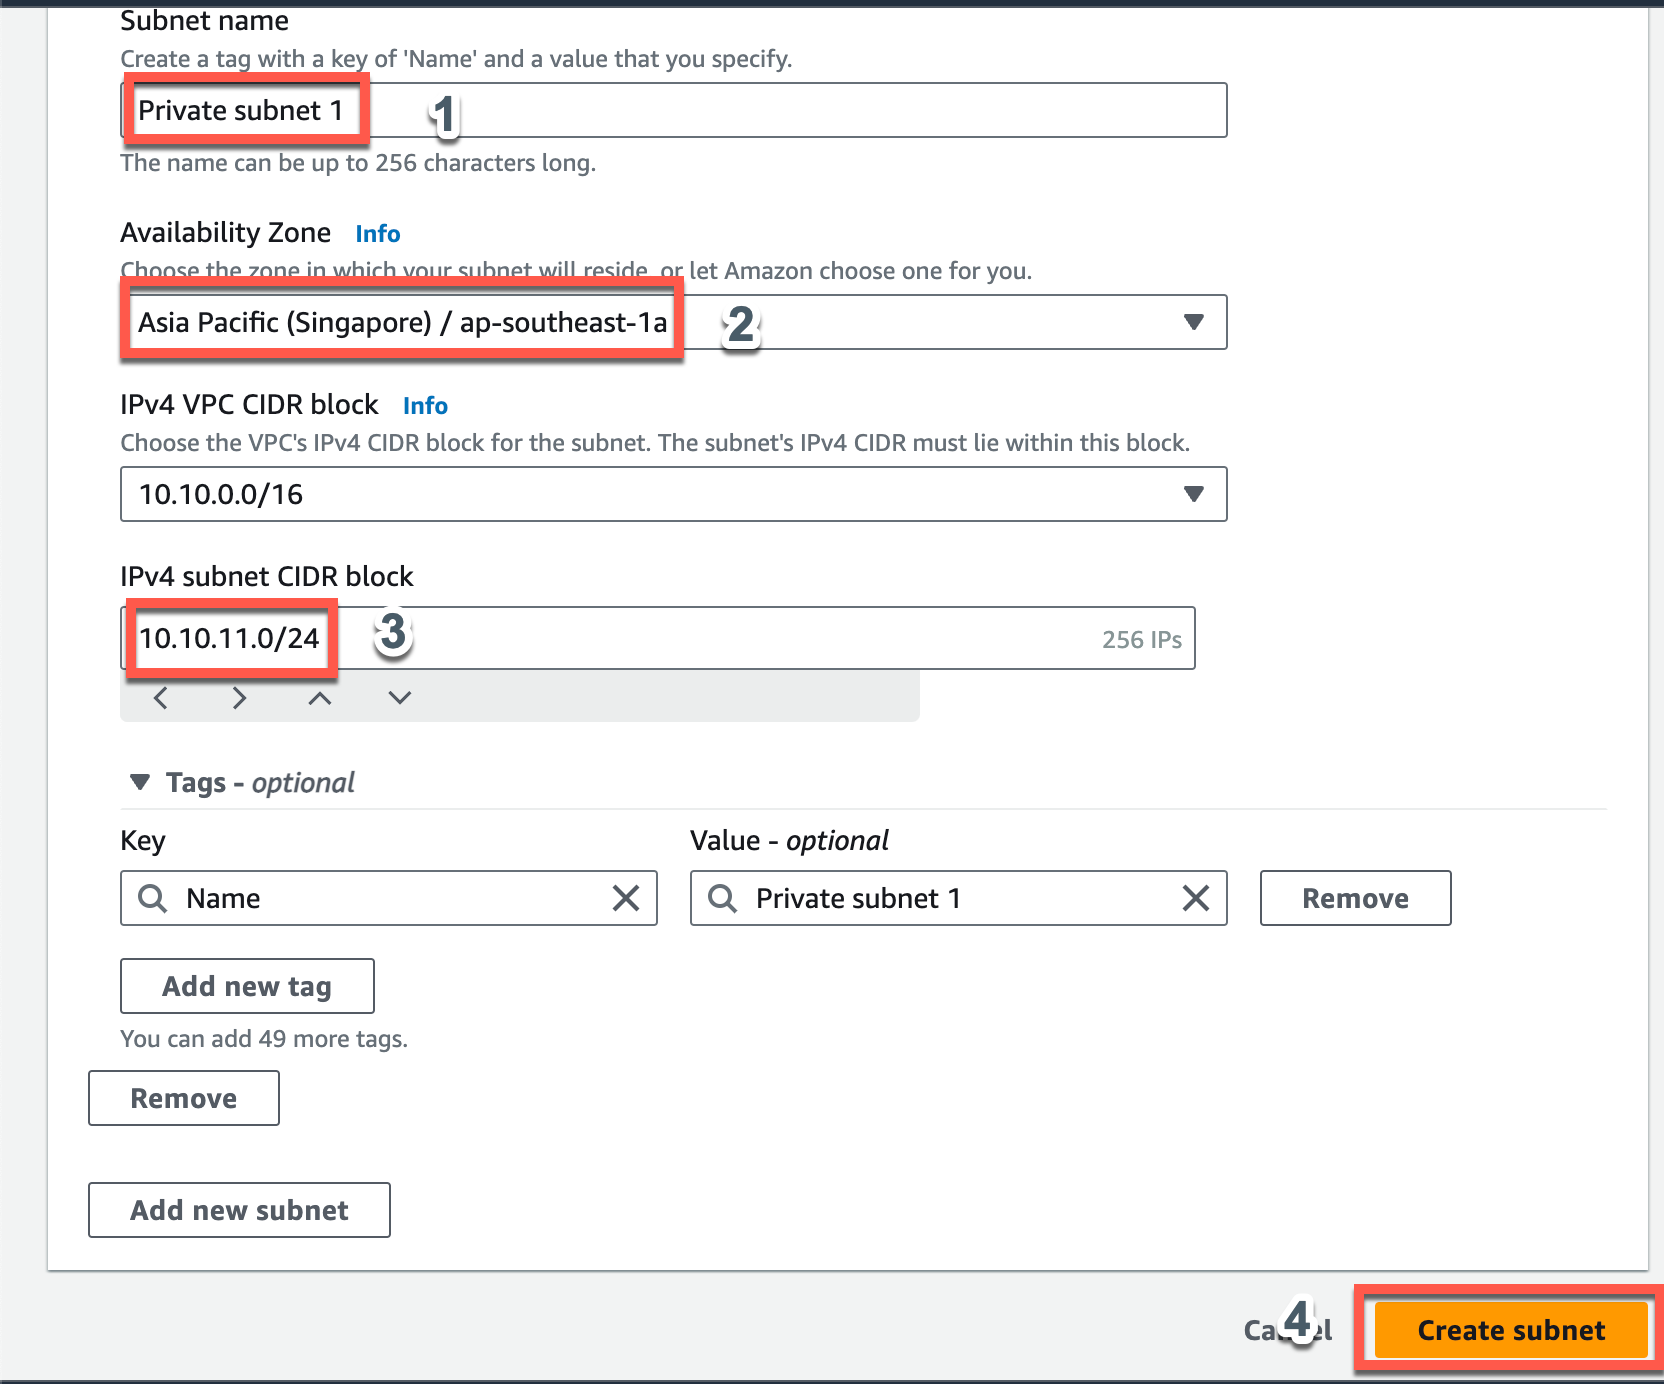 Subnet name
Create a tag with a key of 'Name' and a value that you specify.
Private subnet 1 1
The name can be up to 256 characters long.
Availability Zone Info
Choose the zone in which your subnet will reside, or let Amazon choose one for you.
Asia Pacific (Singapore) / ap-southeast-1a 2
IPv4 VPC CIDR block Info
Choose the VPC's IPv4 CIDR block for the subnet. The subnet's IPv4 CIDR must lie within this block.
10.10.0.0/16
IPv4 subnet CIDR block
10.10.11.0/24 3 256 IPs
Tags - optional
Key Value - optional
Name Private subnet 1 Remove
Add new tag
You can add 49 more tags.
Remove
Add new subnet
Cancel 4 Create subnet